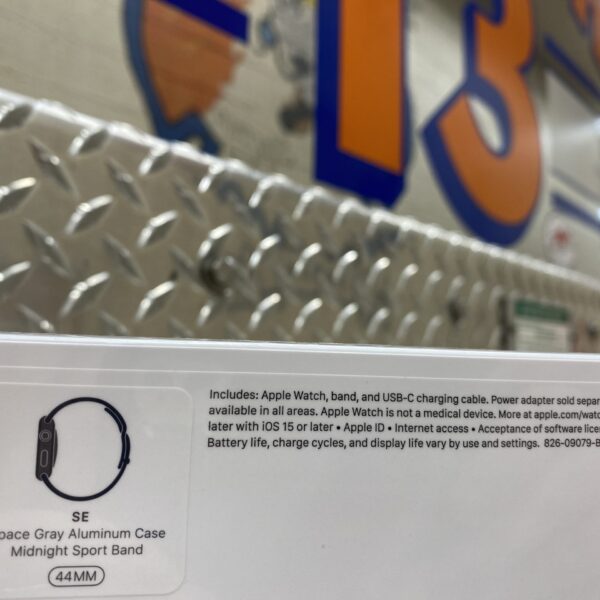 13
Includes: Apple Watch, band, and USB-C charging cable. Power adapter sold
available in all areas. Apple Watch is not a medical device. More at
later with iOS 15 or later • Apple ID • Internet access • Acceptance of software
Battery life, charge cycles, and display life vary by use and settings. 826-09079-B
SE
pace Gray Aluminum Case
Midnight Sport Band
44MM